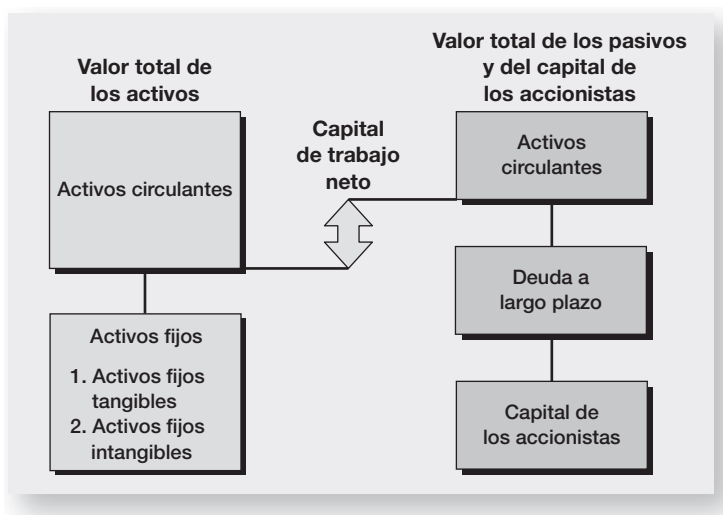 Valor total de
los activos
Activos circulantes
Activos fijos
1. Activos fijos
tangibles
2. Activos fijos
intangibles
Capital
de trabajo
neto
Valor total de los pasivos
y del capital de
los accionistas
Activos
circulantes
Deuda a
largo plazo
Capital de
los accionistas